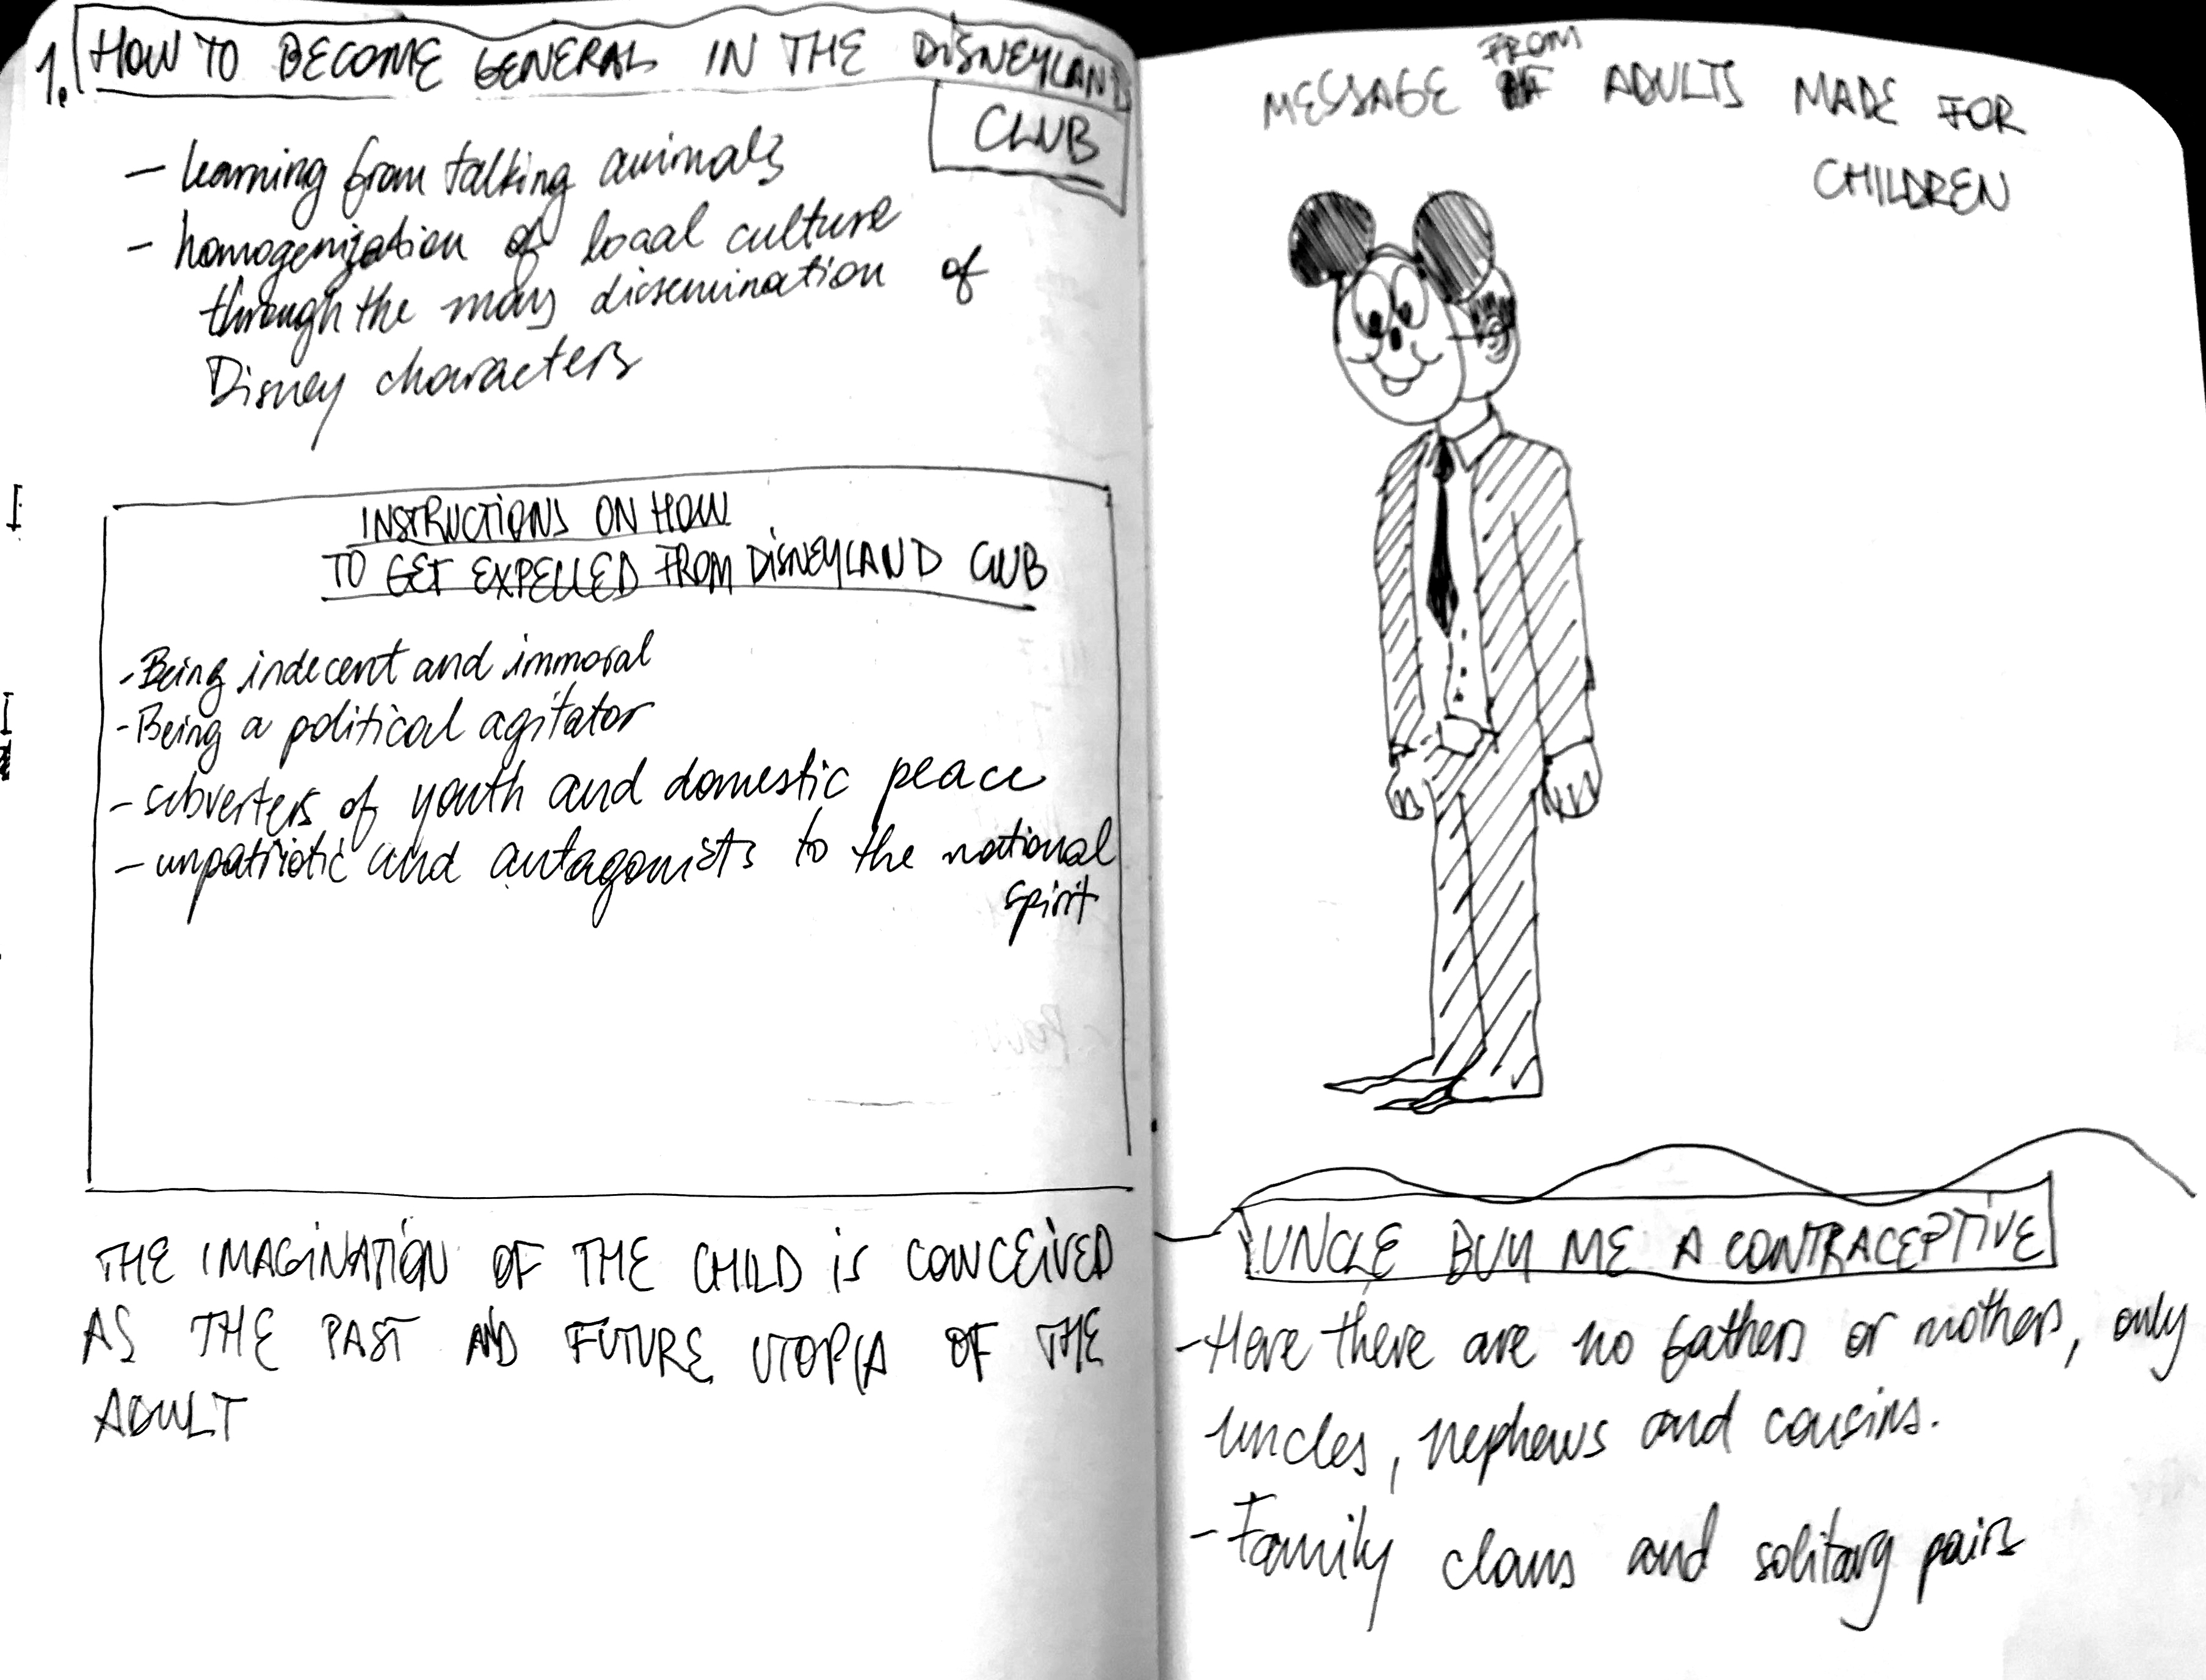 1. HOW TO BECOME GENERAL IN THE DISNEYLAND
CLUB
- learning from talking animals
- homogenization of local culture
through the mass dissemination of
Disney characters
INSTRUCTIONS ON HOW
TO GET EXPELLED FROM DISNEYLAND CLUB
- Being indecent and immoral
- Being a political agitator
- subverters of youth and domestic peace
- unpatriotic and antagonists to the national
spirit
THE IMAGINATION OF THE CHILD IS CONCEIVED
AS THE PAST AND FUTURE UTOPIA OF THE
ADULT
MESSAGE FROM ADULTS MADE FOR
CHILDREN
UNCLE BUY ME A CONTRACEPTIVE
- Here there are no fathers or mothers, only
uncles, nephews and cousins.
- Family clans and solitary pairs